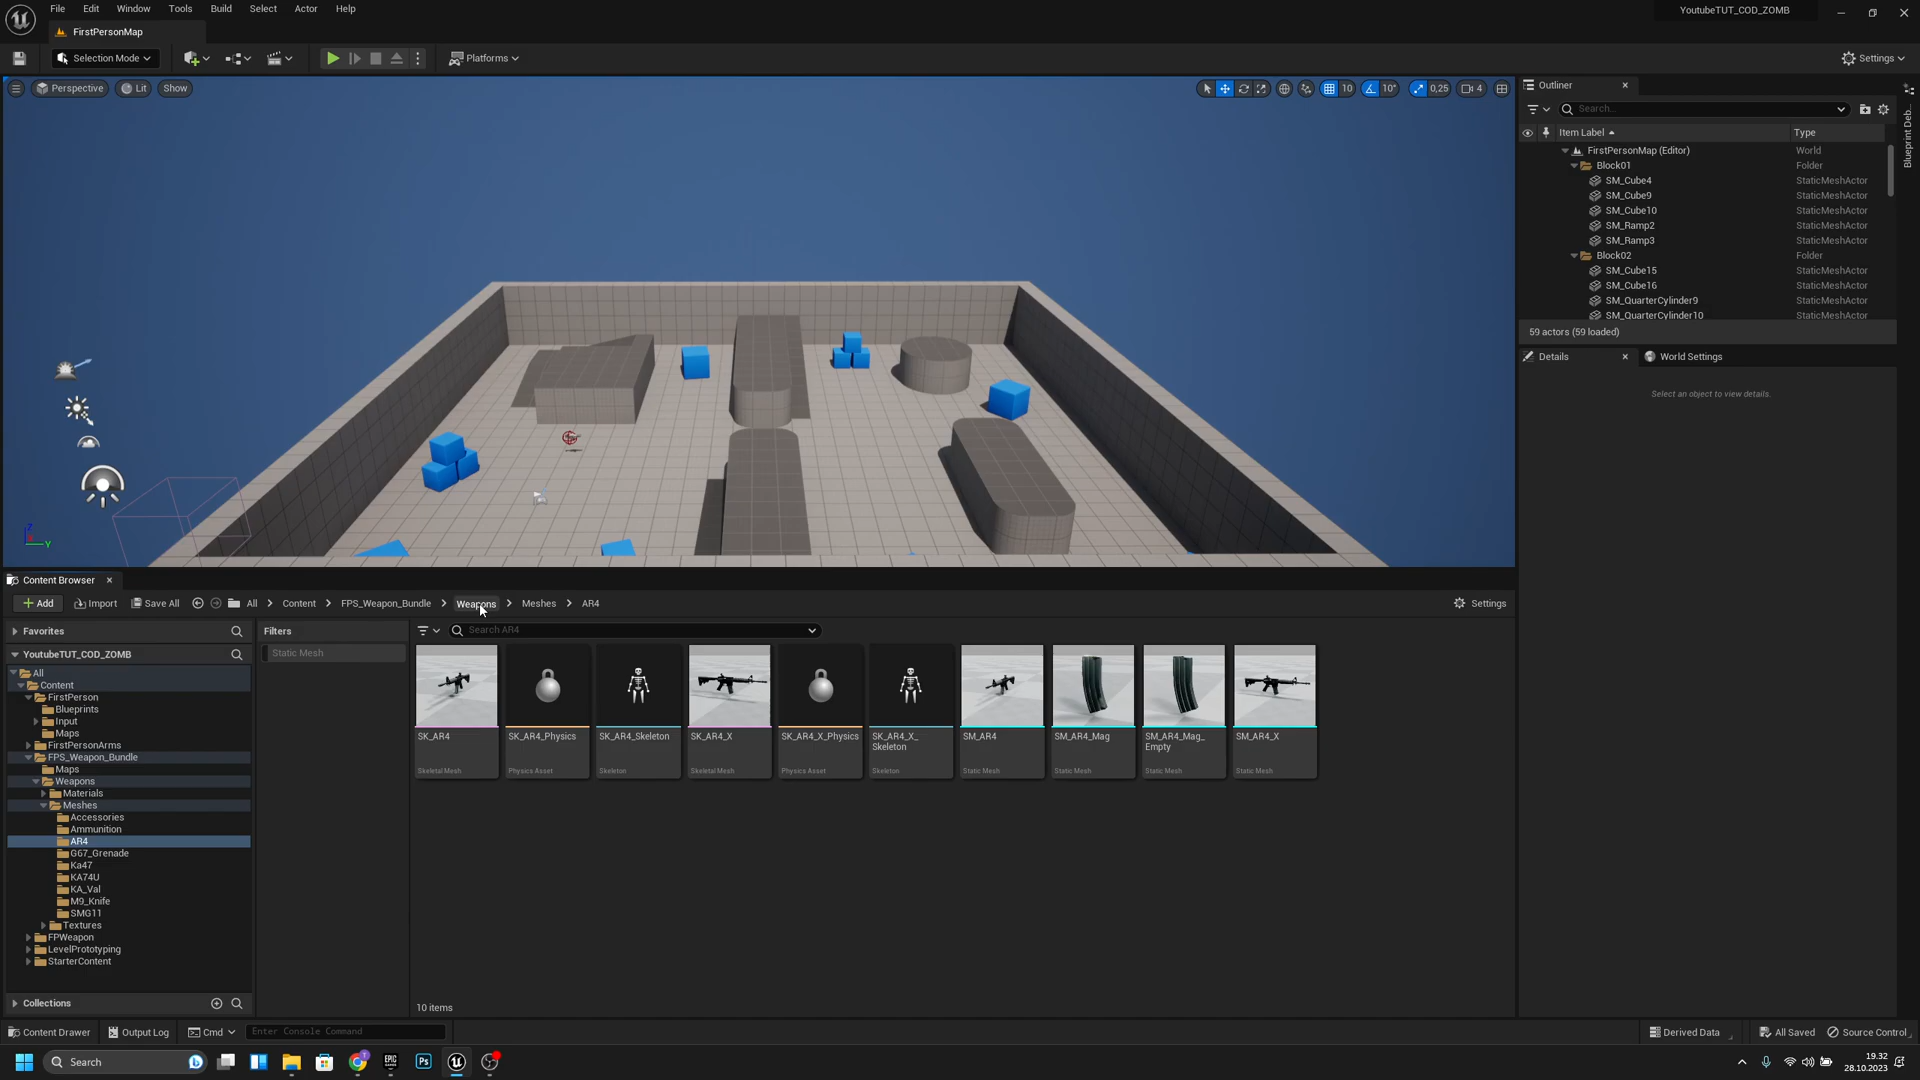 File Edit Window Tools Build Select Actor Help
YoutubeTUT_COD_ZOMB
FirstPersonMap
Selection Mode
Platforms
Settings
Perspective
Lit
Show
10
10°
0,25
4
Outliner
Search...
Item Label
Type
FirstPersonMap (Editor) World
Block01 Folder
SM_Cube4 StaticMeshActor
SM_Cube9 StaticMeshActor
SM_Cube10 StaticMeshActor
SM_Ramp2 StaticMeshActor
SM_Ramp3 StaticMeshActor
Block02 Folder
SM_Cube15 StaticMeshActor
SM_Cube16 StaticMeshActor
SM_QuarterCylinder9 StaticMeshActor
SM_QuarterCylinder10 StaticMeshActor
59 actors (59 loaded)
Details
World Settings
Select an object to view details.
Blueprint Deb
Z
Y
Content Browser
Add
Import
Save All
All
Content
FPS_Weapon_Bundle
Weapons
Meshes
AR4
Settings
Favorites
YoutubeTUT_COD_ZOMB
All
Content
FirstPerson
Blueprints
Input
Maps
FirstPersonArms
FPS_Weapon_Bundle
Maps
Weapons
Materials
Meshes
Accessories
Ammunition
AR4
G67_Grenade
Ka47
KA74U
KA_Val
M9_Knife
SMG11
Textures
FPWeapon
LevelPrototyping
StarterContent
Collections
Filters
Static Mesh
Search AR4
SK_AR4
Skeletal Mesh
SK_AR4_Physics
Physics Asset
SK_AR4_Skeleton
Skeleton
SK_AR4_X
Skeletal Mesh
SK_AR4_X_Physics
Physics Asset
SK_AR4_X_
Skeleton
Skeleton
SM_AR4
Static Mesh
SM_AR4_Mag
Static Mesh
SM_AR4_Mag_
Empty
Static Mesh
SM_AR4_X
Static Mesh
10 items
Content Drawer
Output Log
Cmd
Enter Console Command
Derived Data
All Saved
Source Control
Search
EPIC
Ps
19.32
28.10.2023